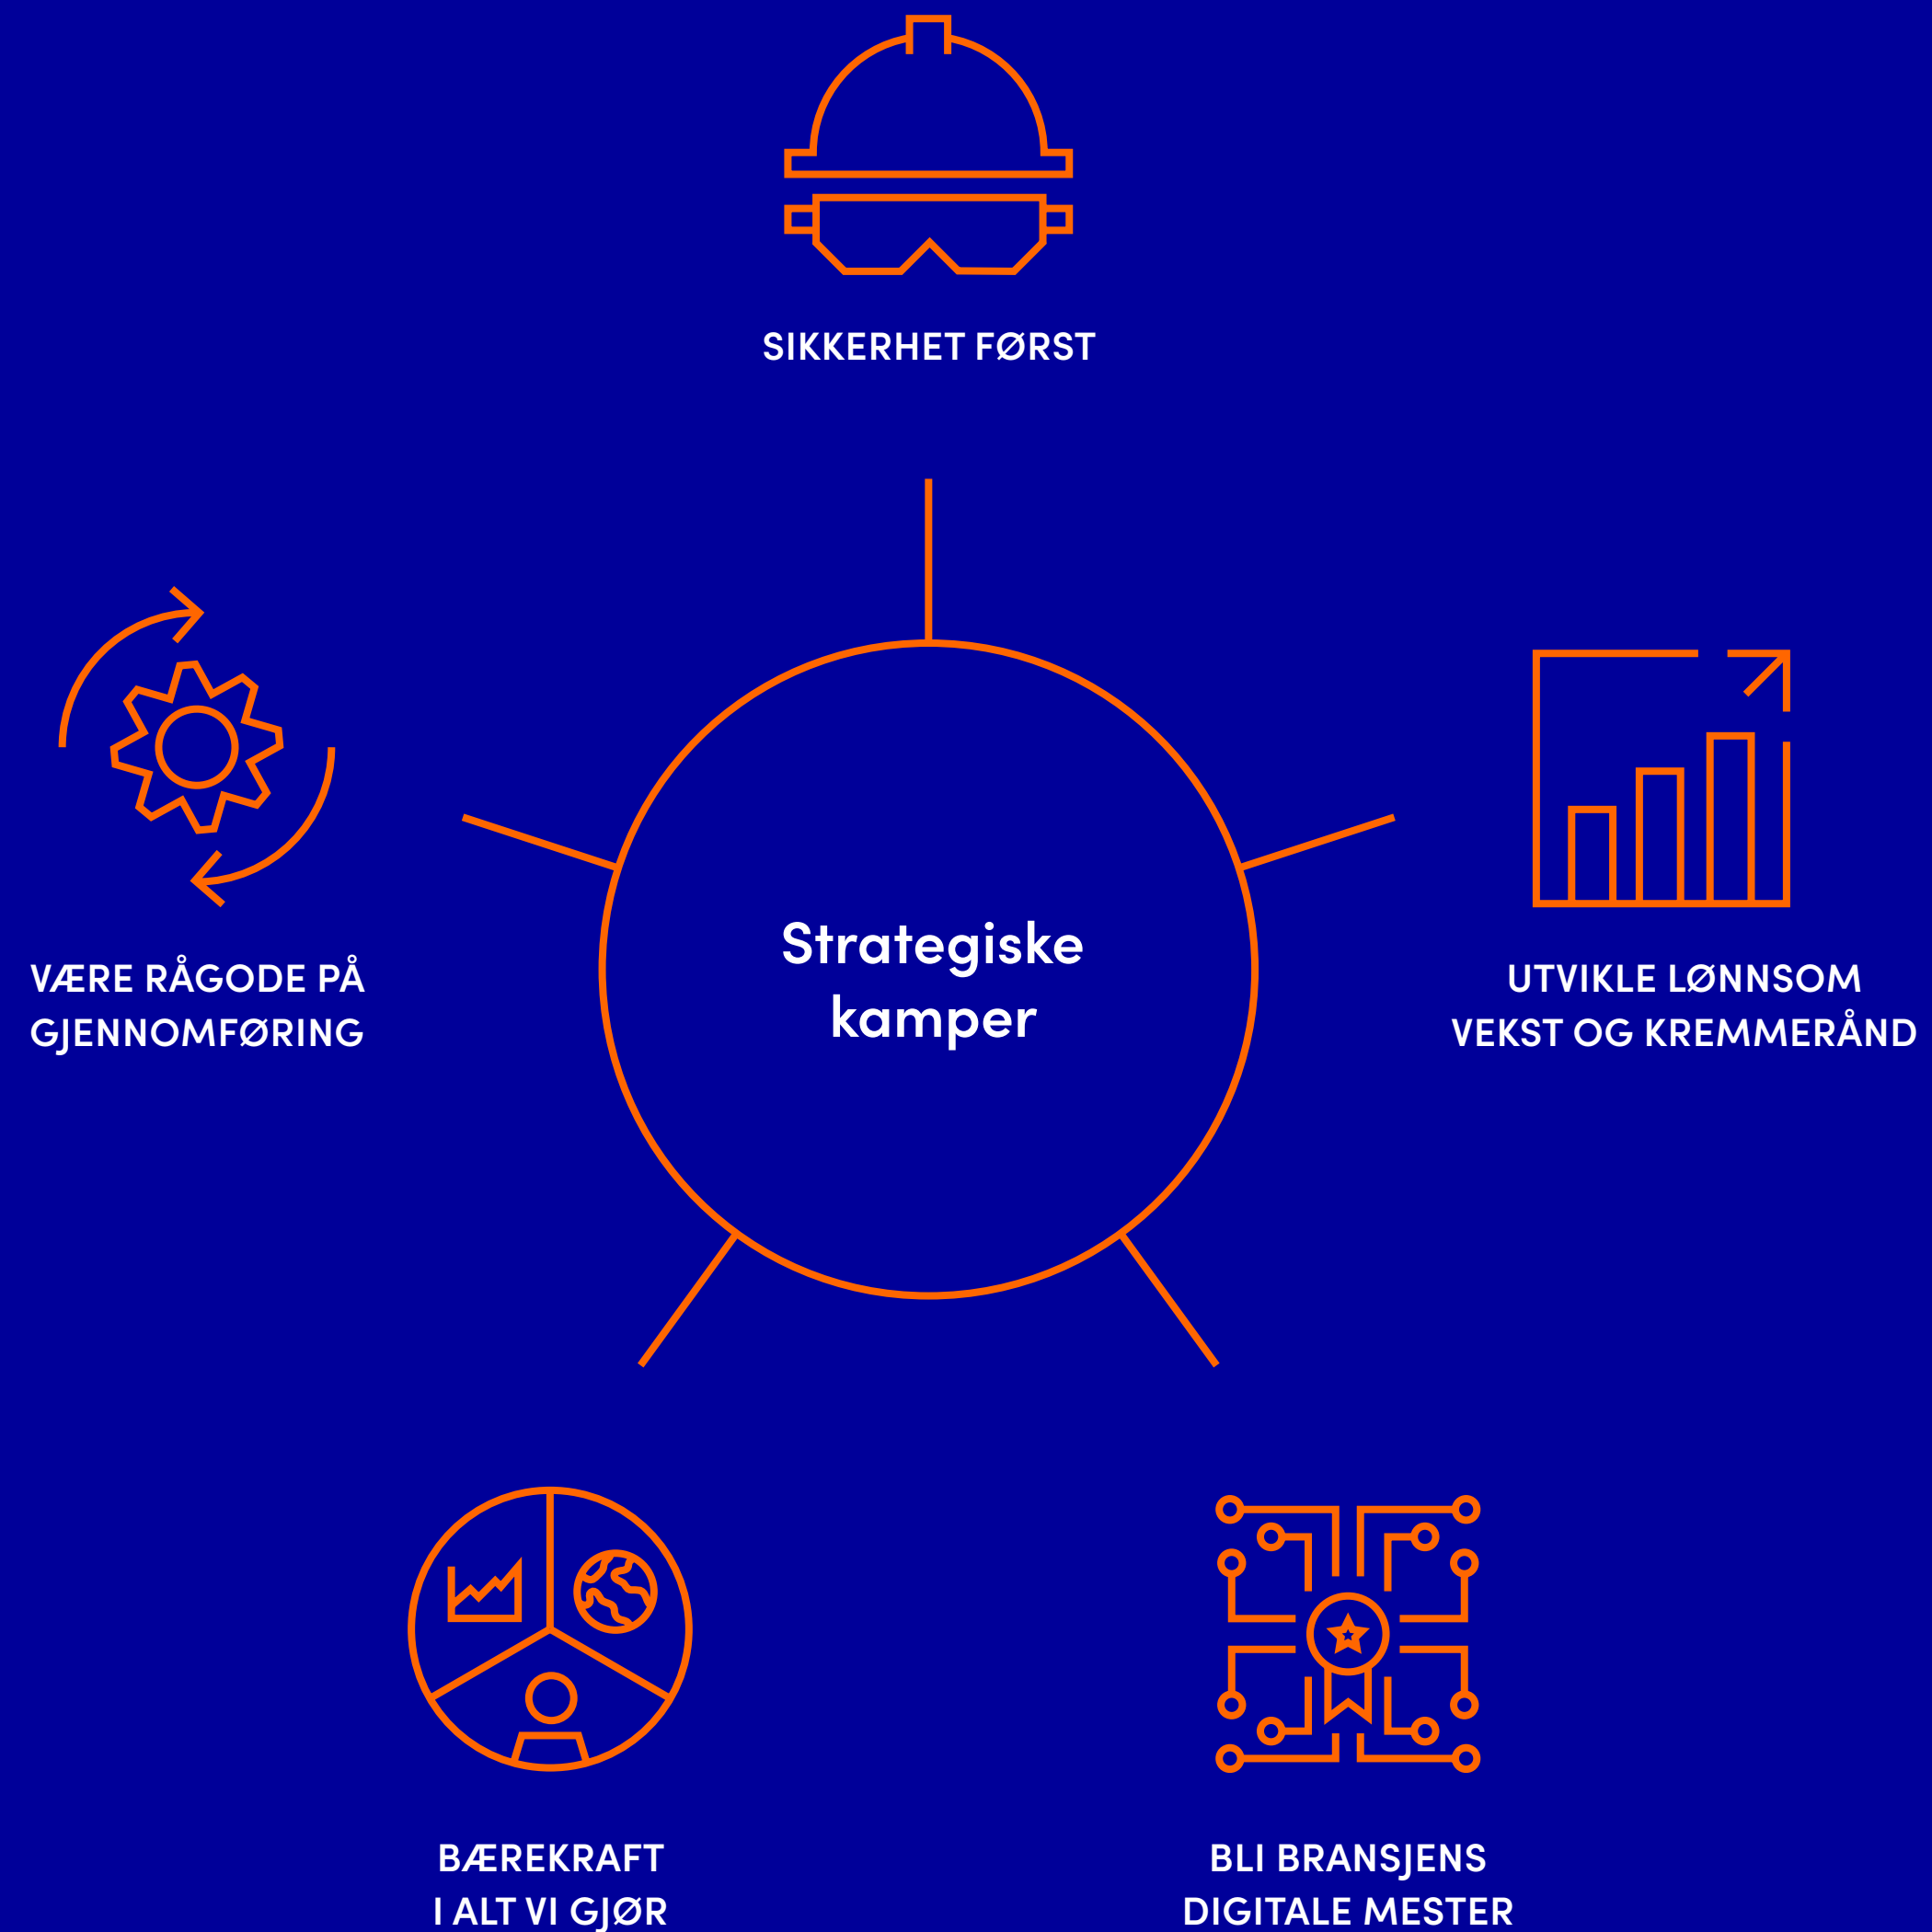 SIKKERHET FØRST
VÆRE RÅGODE PÅ
GJENNOMFØRING
Strategiske
kamper
UTVIKLE LØNNSOM
VEKST OG KREMMERÅND
BÆREKRAFT
I ALT VI GJØR
BLI BRANSJENS
DIGITALE MESTER